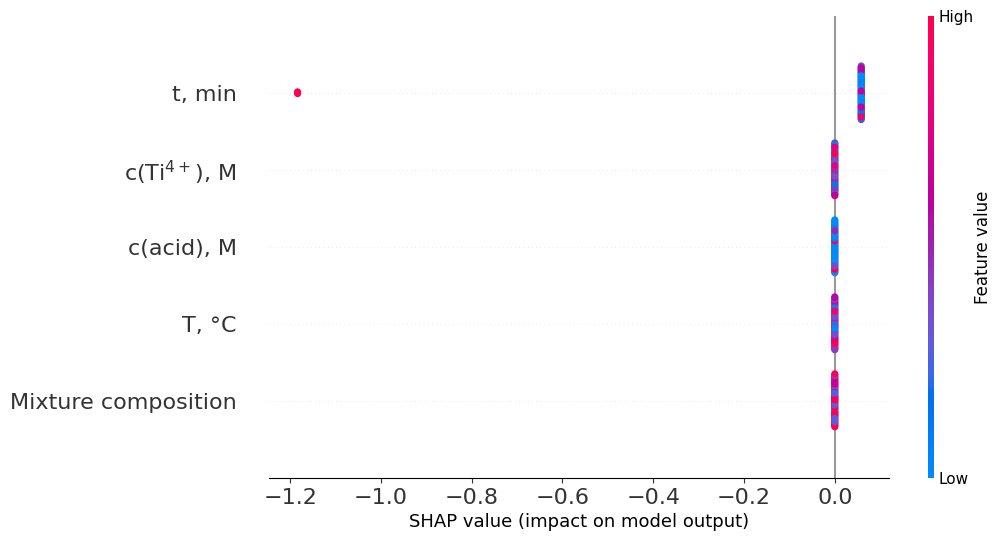 High
t, min
c(Ti⁴⁺), M
c(acid), M
T, °C
Mixture composition
Feature value
Low
−1.2 −1.0 −0.8 −0.6 −0.4 −0.2 0.0
SHAP value (impact on model output)